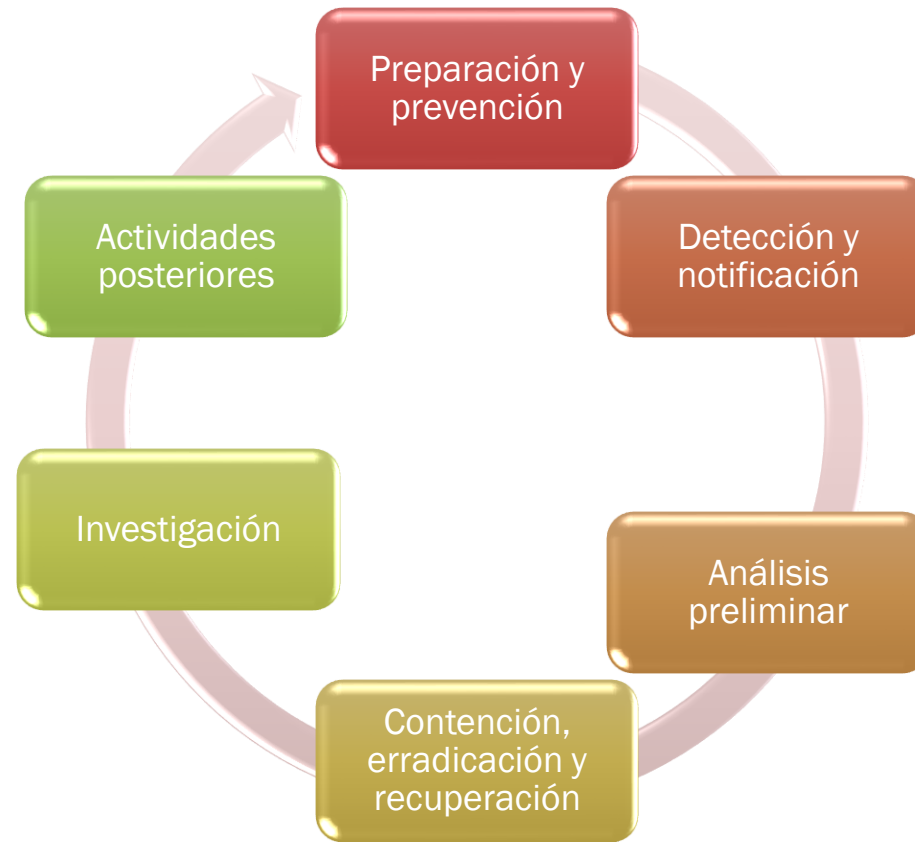 Preparación y
prevención
Detección y
notificación
Análisis
preliminar
Contención,
erradicación y
recuperación
Investigación
Actividades
posteriores